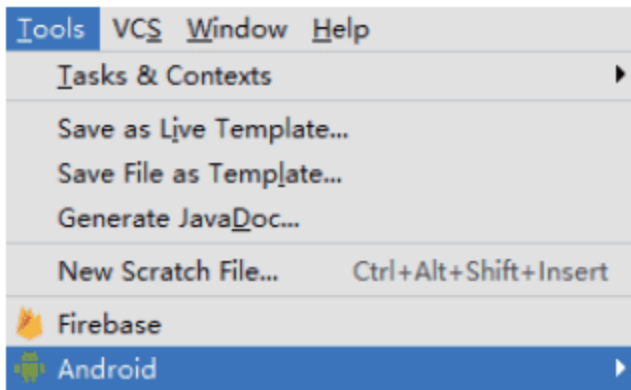 Tools VCS Window Help
Tasks & Contexts
Save as Live Template...
Save File as Template...
Generate JavaDoc...
New Scratch File... Ctrl+Alt+Shift+Insert
Firebase
Android